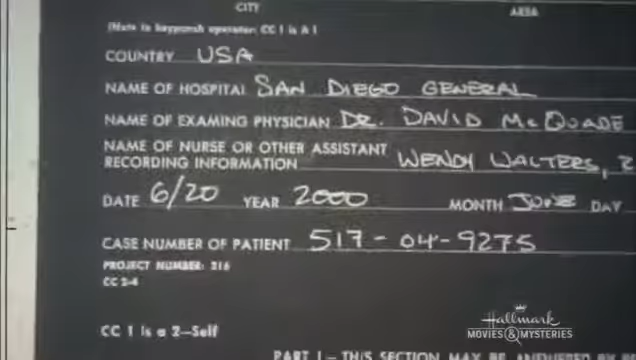 CITY AREA
(Note to keypunch operator: CC 1 is A 1
COUNTRY USA
NAME OF HOSPITAL SAN DIEGO GENERAL
NAME OF EXAMING PHYSICIAN DR. DAVID McQUADE
NAME OF NURSE OR OTHER ASSISTANT
RECORDING INFORMATION WENDY WALTERS, R
DATE 6/20 YEAR 2000 MONTH JUNE DAY
CASE NUMBER OF PATIENT 517-04-9275
PROJECT NUMBER: 216
CC 2-4
Hallmark
MOVIES & MYSTERIES
CC 1 is a 2-Self
PART I - THIS SECTION MAY BE ANSWERED BY